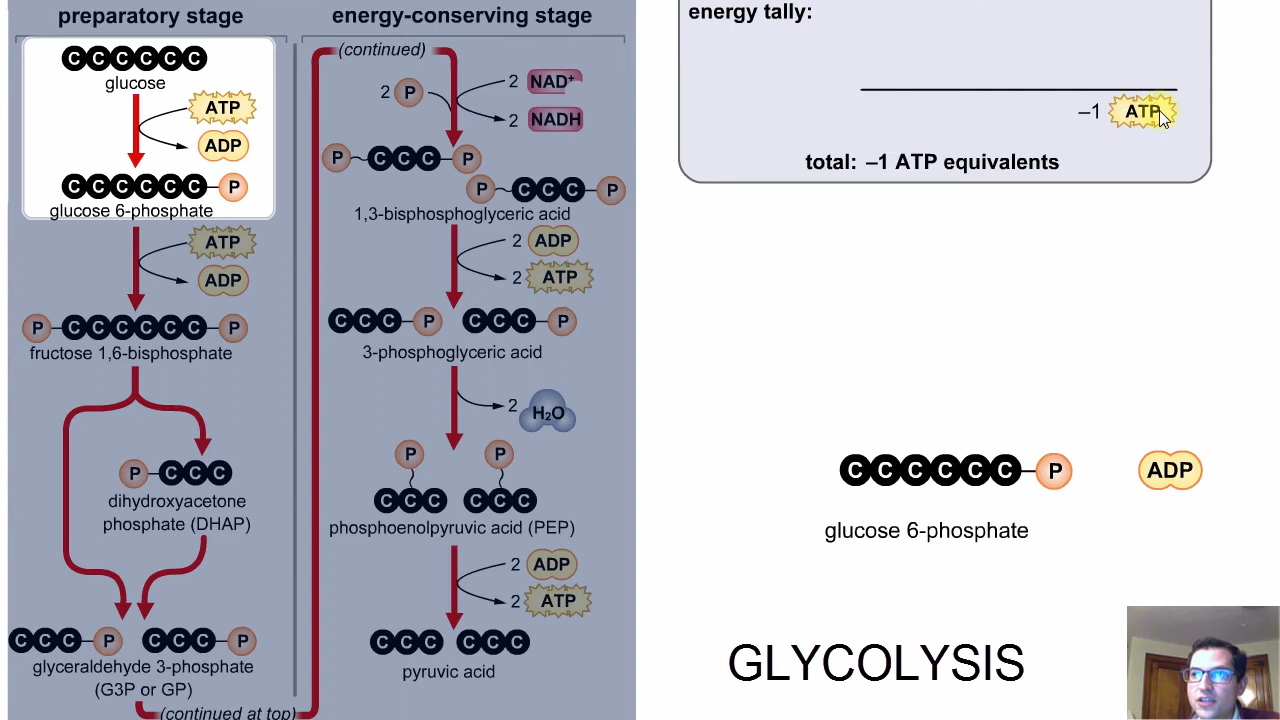 preparatory stage
CCCCCC
glucose
ATP
ADP
CCCCCC P
glucose 6-phosphate
ATP
ADP
P CCCCCC P
fructose 1,6-bisphosphate
P CCC
dihydroxyacetone
phosphate (DHAP)
CCC P CCC P
glyceraldehyde 3-phosphate
(G3P or GP)
(continued at top)
energy-conserving stage
(continued)
2 P
2 NAD+
2 NADH
P CCC P
P CCC P
1,3-bisphosphoglyceric acid
2 ADP
2 ATP
CCC P CCC P
3-phosphoglyceric acid
2 H₂O
P P
CCC CCC
phosphoenolpyruvic acid (PEP)
2 ADP
2 ATP
CCC CCC
pyruvic acid
energy tally:
–1 ATP
total: –1 ATP equivalents
CCCCCC P ADP
glucose 6-phosphate
GLYCOLYSIS